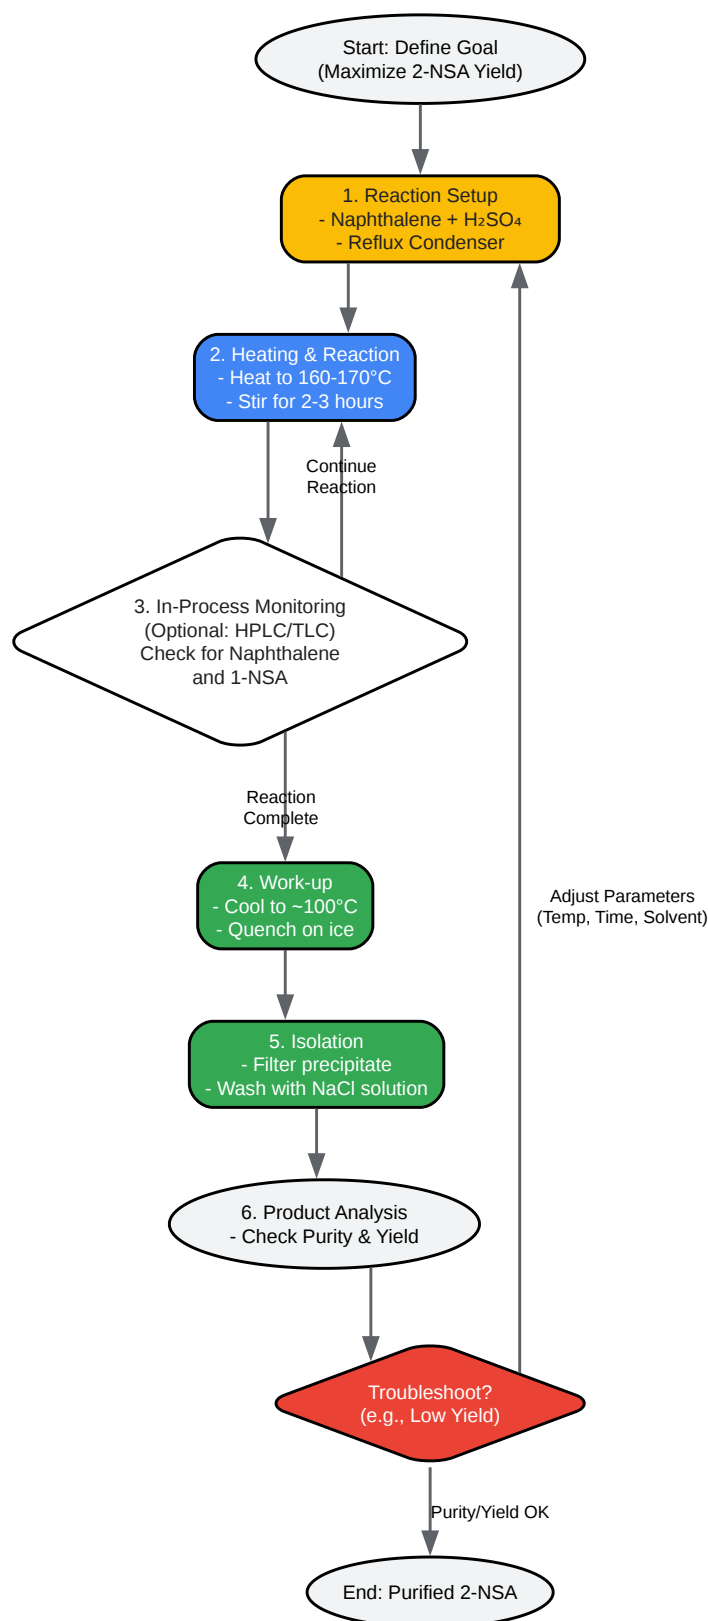 Start: Define Goal
(Maximize 2-NSA Yield)
1. Reaction Setup
- Naphthalene + H₂SO₄
- Reflux Condenser
2. Heating & Reaction
- Heat to 160-170°C
- Stir for 2-3 hours
Continue
Reaction
3. In-Process Monitoring
(Optional: HPLC/TLC)
Check for Naphthalene
and 1-NSA
Reaction
Complete
4. Work-up
- Cool to ~100°C
- Quench on ice
Adjust Parameters
(Temp, Time, Solvent)
5. Isolation
- Filter precipitate
- Wash with NaCl solution
6. Product Analysis
- Check Purity & Yield
Troubleshoot?
(e.g., Low Yield)
Purity/Yield OK
End: Purified 2-NSA